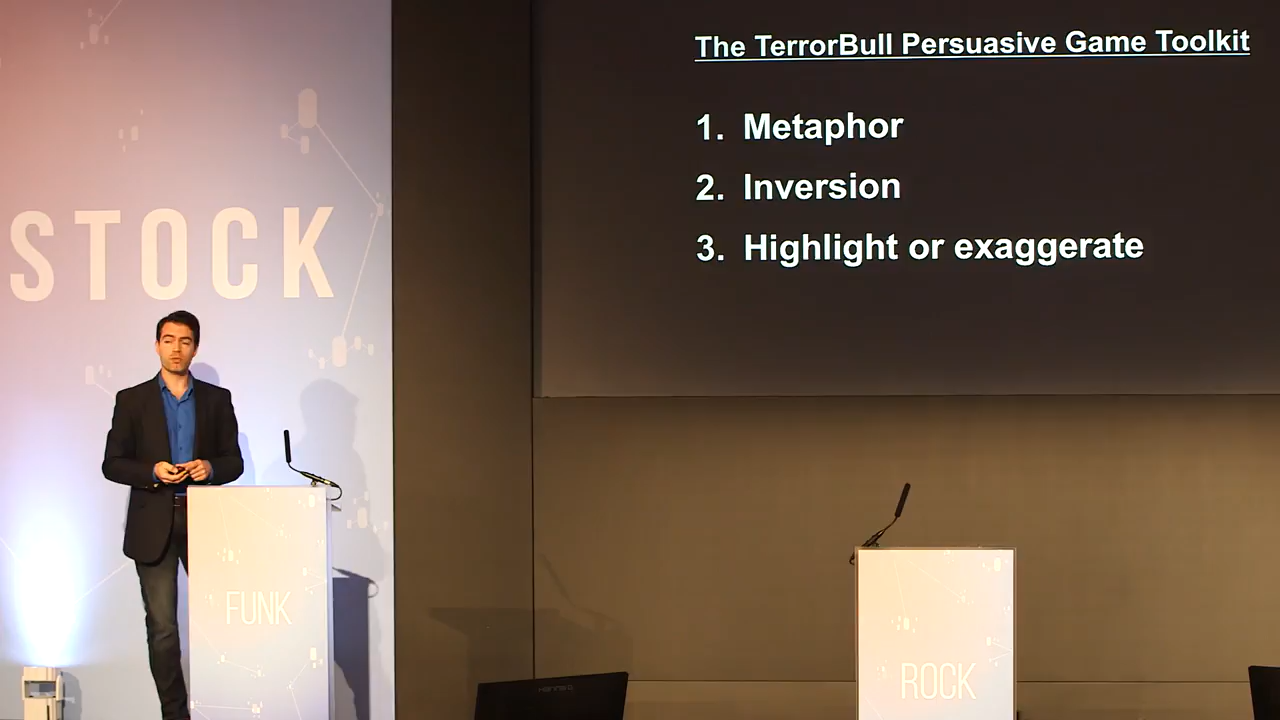 The TerrorBull Persuasive Game Toolkit
1. Metaphor
2. Inversion
3. Highlight or exaggerate
STOCK
FUNK
ROCK